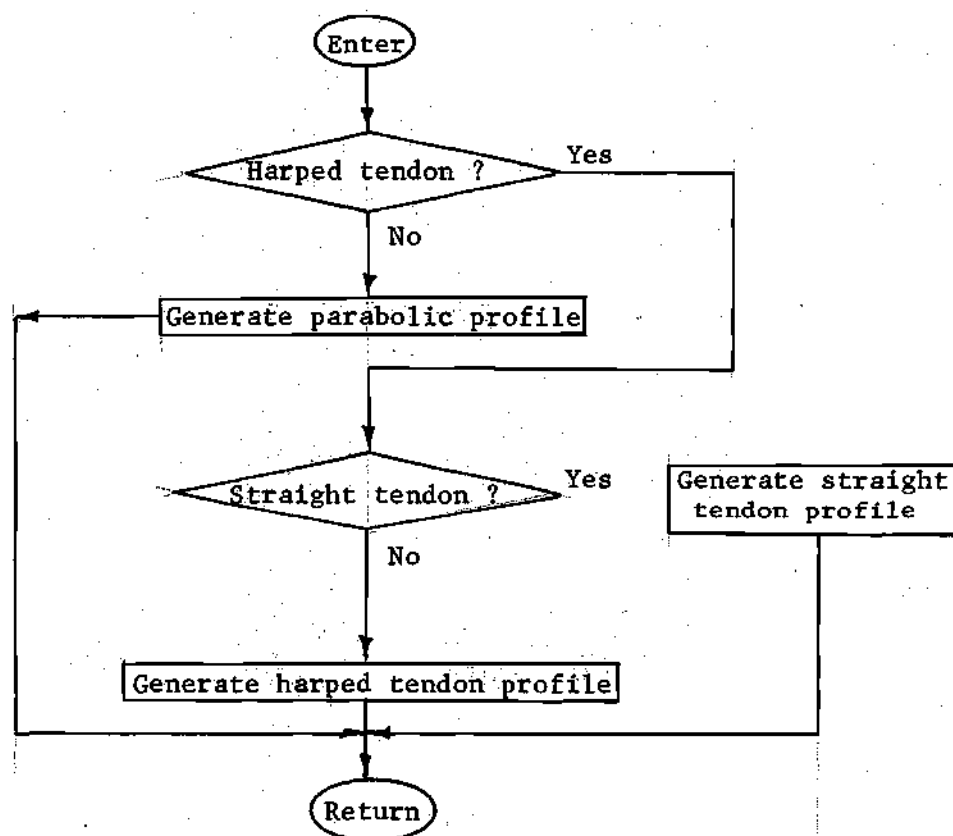 Enter
Harped tendon ?
Yes
No
Generate parabolic profile
Straight tendon ?
Yes
Generate straight
tendon profile
No
Generate harped tendon profile
Return